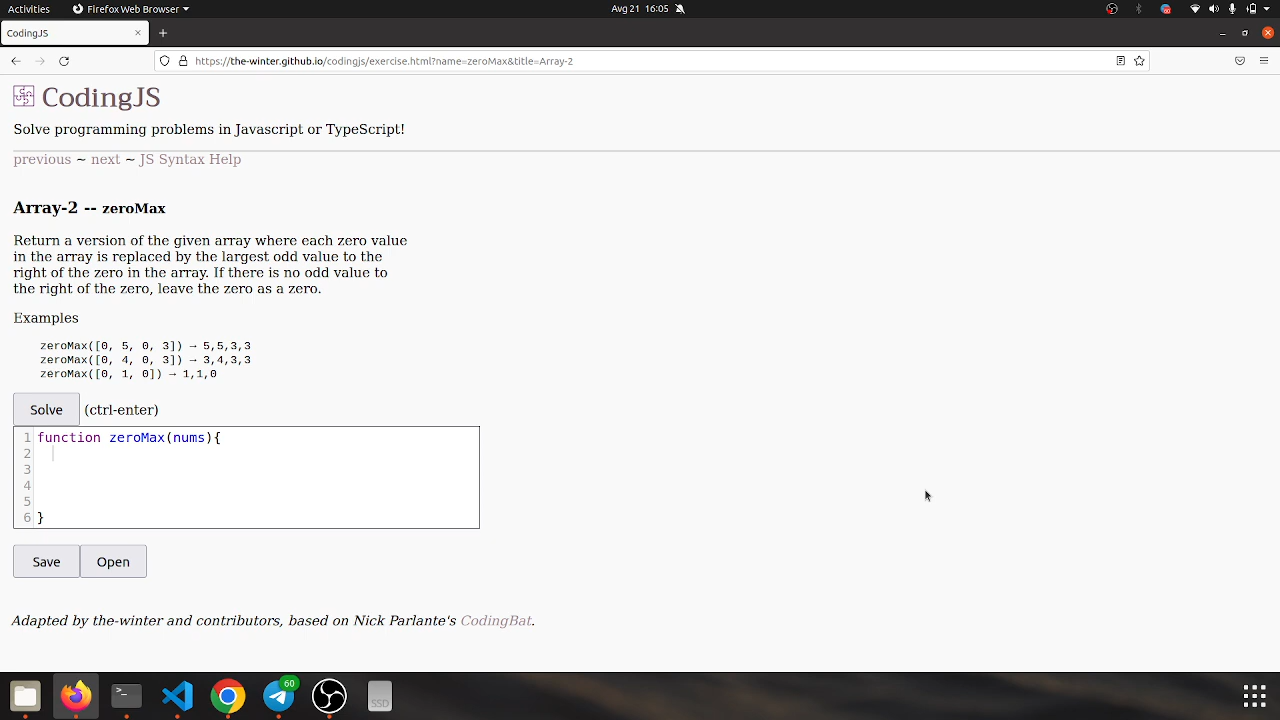 Activities Firefox Web Browser Avg 21 16:05
CodingJS
https://the-winter.github.io/codingjs/exercise.html?name=zeroMax&title=Array-2
CodingJS
Solve programming problems in Javascript or TypeScript!
previous ~ next ~ JS Syntax Help
Array-2 -- zeroMax
Return a version of the given array where each zero value
in the array is replaced by the largest odd value to the
right of the zero in the array. If there is no odd value to
the right of the zero, leave the zero as a zero.
Examples
zeroMax([0, 5, 0, 3]) → 5,5,3,3
zeroMax([0, 4, 0, 3]) → 3,4,3,3
zeroMax([0, 1, 0]) → 1,1,0
Solve (ctrl-enter)
1 function zeroMax(nums){
2
3
4
5
6 }
Save Open
Adapted by the-winter and contributors, based on Nick Parlante's CodingBat.
60
SSD